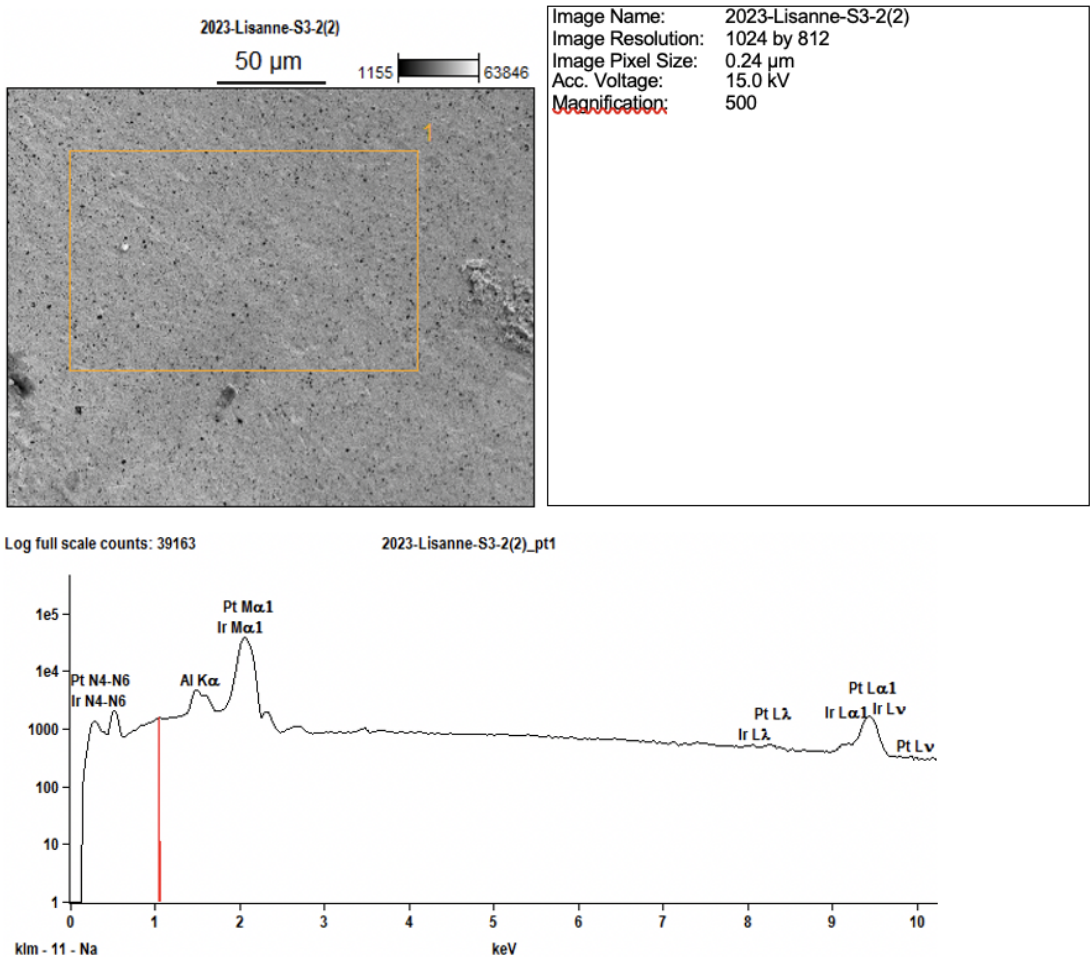 2023-Lisanne-S3-2(2)
50 µm
1155
63846
1
Image Name: 2023-Lisanne-S3-2(2)
Image Resolution: 1024 by 812
Image Pixel Size: 0.24 µm
Acc. Voltage: 15.0 kV
Magnification: 500
Log full scale counts: 39163
2023-Lisanne-S3-2(2)_pt1
1e5
1e4
1000
100
10
1
Pt N4-N6
Ir N4-N6
Al Kα
Pt Mα1
Ir Mα1
Pt Lλ
Ir Lλ
Pt Lα1
Ir Lα1
Ir Lν
Pt Lν
0 1 2 3 4 5 6 7 8 9 10
klm - 11 - Na
keV